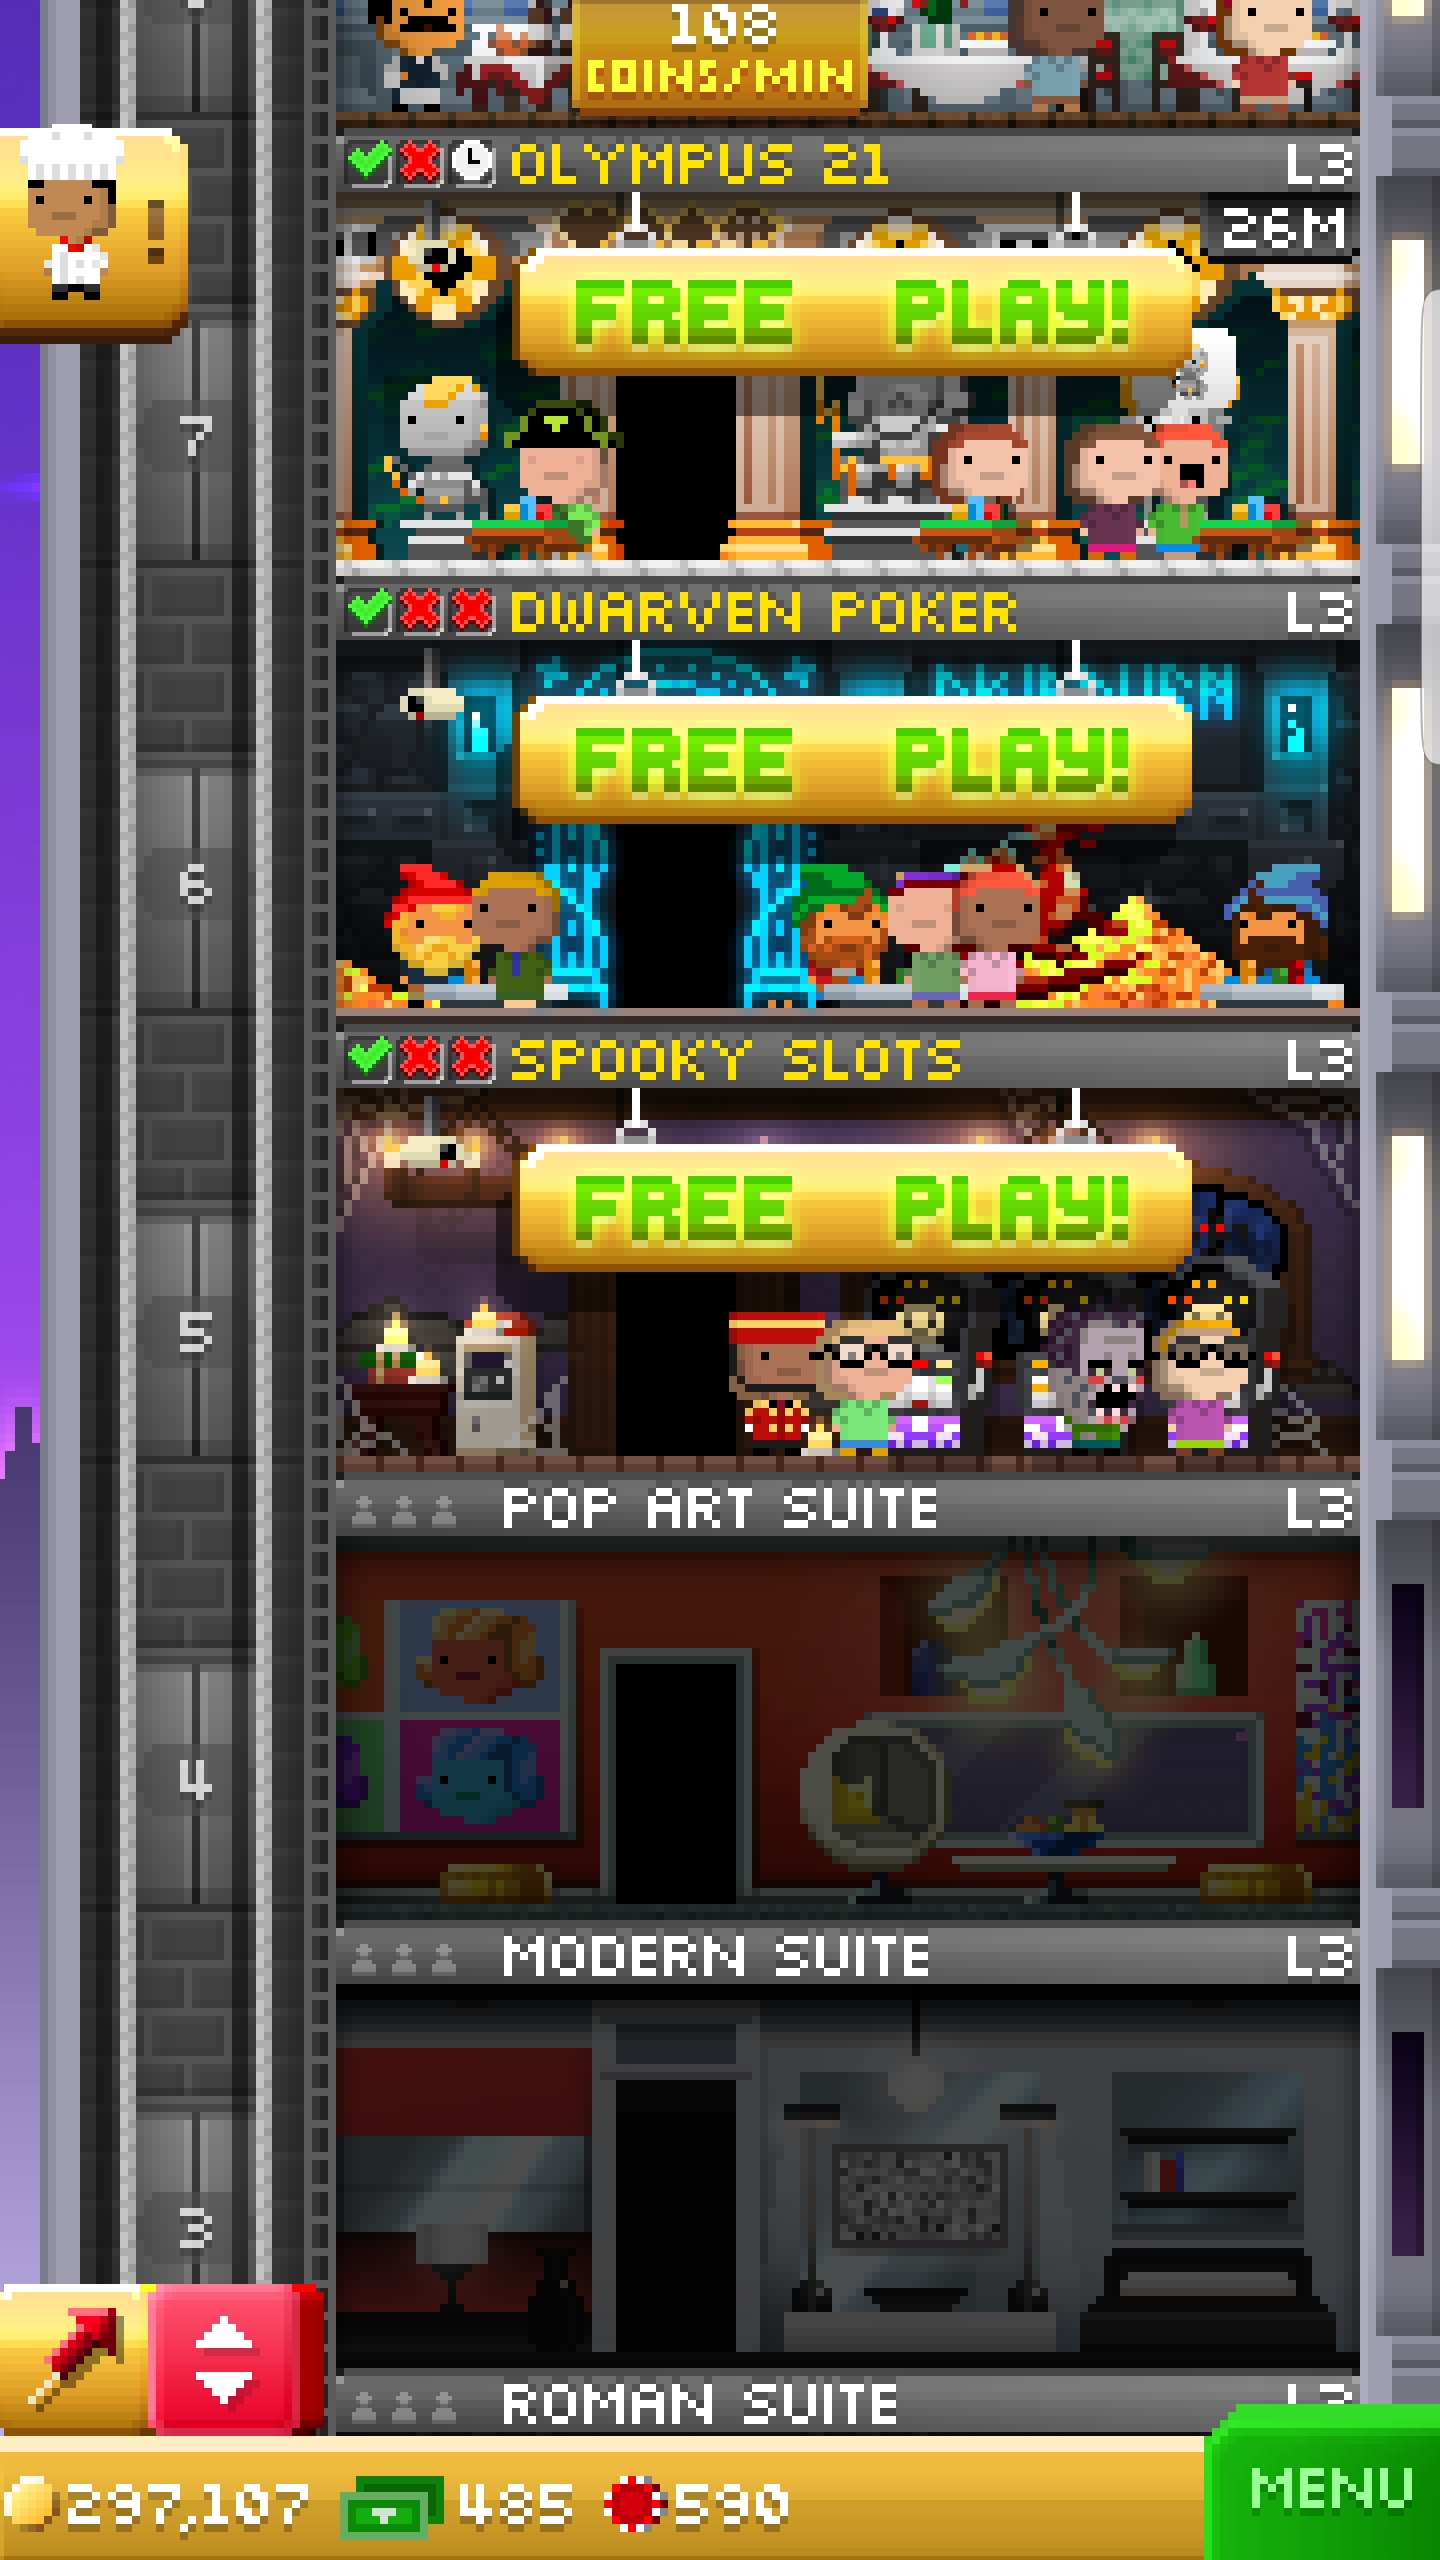 108
COINS/MIN
OLYMPUS 21 L3
26M
FREE PLAY!
7
DWARVEN POKER L3
FREE PLAY!
6
SPOOKY SLOTS L3
FREE PLAY!
5
POP ART SUITE L3
4
MODERN SUITE L3
3
ROMAN SUITE L3
297,107 485 590
MENU